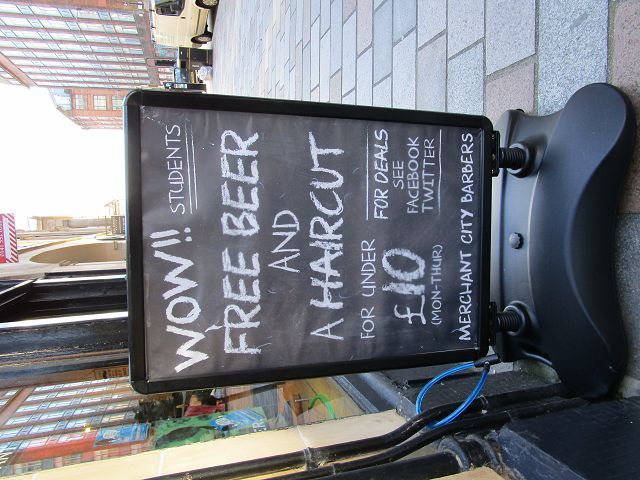 WOW!! STUDENTS
FREE BEER
AND
A HAIRCUT
FOR UNDER
£10
(MON-THUR)
FOR DEALS
SEE
FACEBOOK
TWITTER
MERCHANT CITY BARBERS